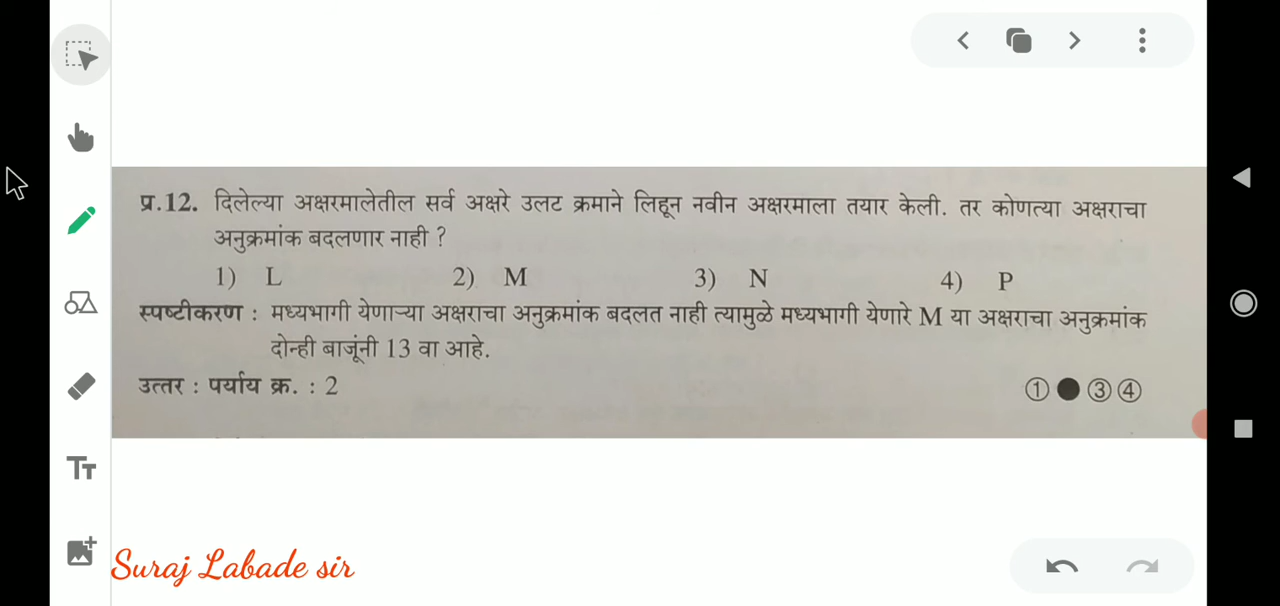 प्र.12. दिलेल्या अक्षरमालेतील सर्व अक्षरे उलट क्रमाने लिहून नवीन अक्षरमाला तयार केली. तर कोणत्या अक्षराचा
अनुक्रमांक बदलणार नाही ?
1) L 2) M 3) N 4) P
स्पष्टीकरण : मध्यभागी येणाऱ्या अक्षराचा अनुक्रमांक बदलत नाही त्यामुळे मध्यभागी येणारे M या अक्षराचा अनुक्रमांक
दोन्ही बाजूंनी 13 वा आहे.
उत्तर : पर्याय क्र. : 2 ① ● ③ ④
TT
Suraj Labade sir